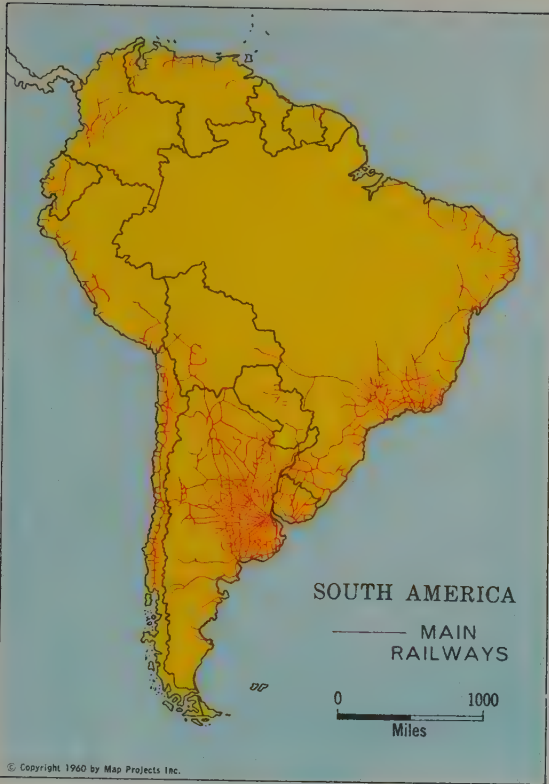 SOUTH AMERICA
MAIN
RAILWAYS
0 1000
Miles
© Copyright 1960 by Map Projects Inc.